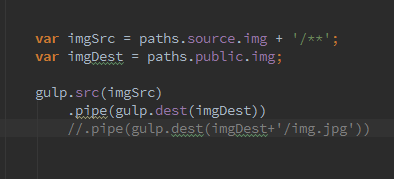 var imgSrc = paths.source.img + '/**';
var imgDest = paths.public.img;
gulp.src(imgSrc)
.pipe(gulp.dest(imgDest))
//.pipe(gulp.dest(imgDest+'/img.jpg'))